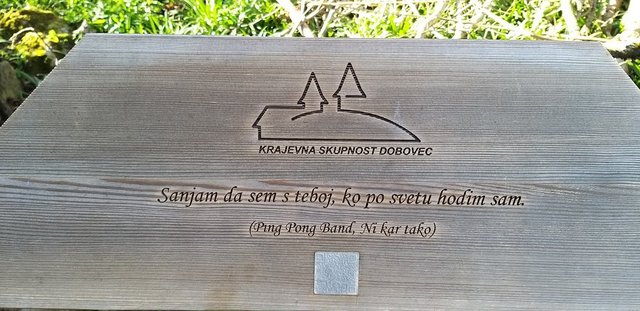 KRAJEVNA SKUPNOST DOBOVEC
Sanjam da sem s teboj, ko po svetu hodim sam.
(Ping Pong Band, Ni kar tako)